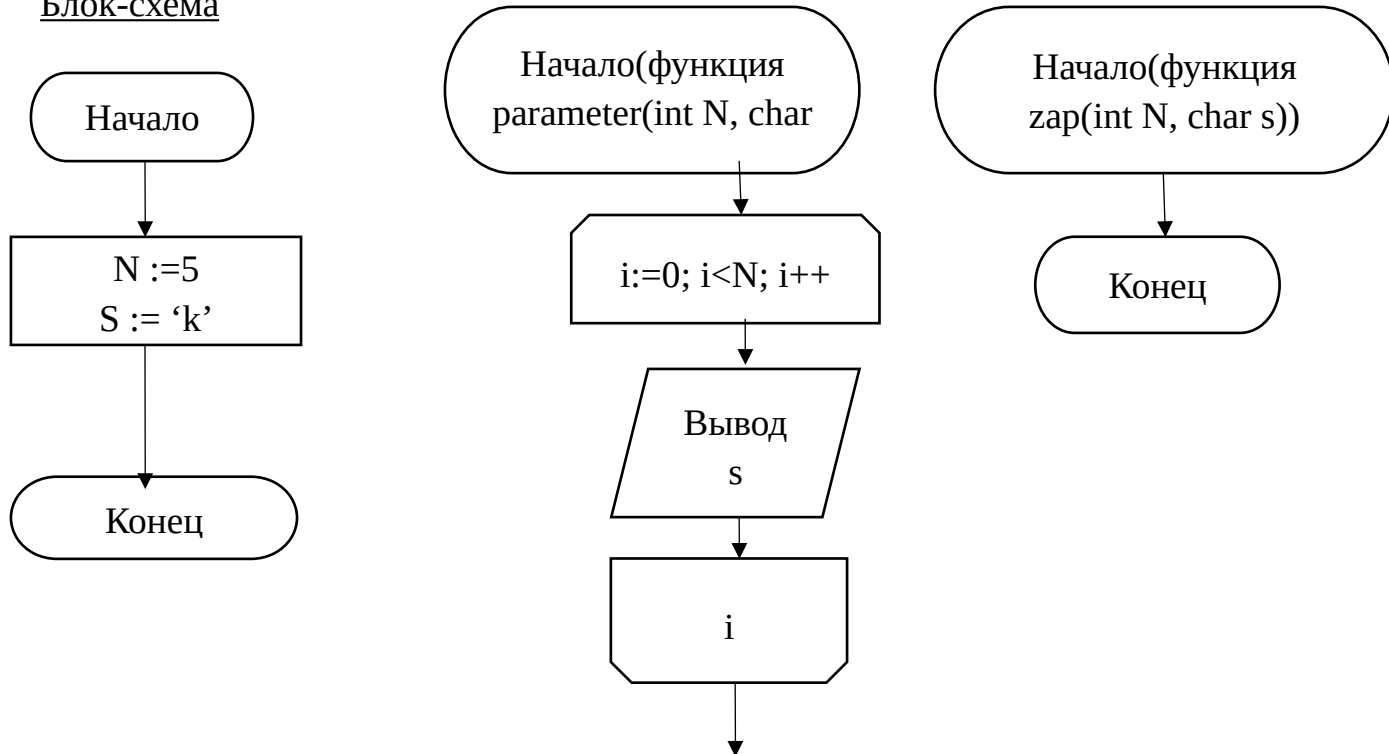 Блок-схема
Начало
N :=5
S := ‘k’
Конец
Начало(функция
parameter(int N, char
i:=0; i<N; i++
Вывод
s
i
Начало(функция
zap(int N, char s))
Конец